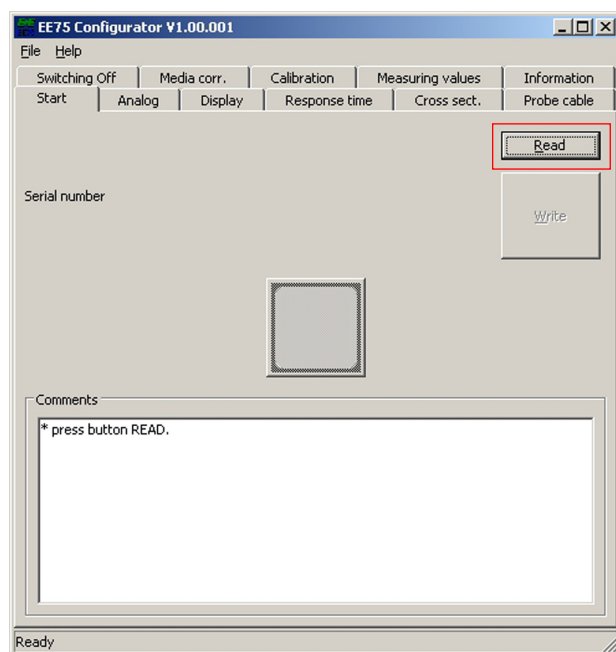 EE75 Configurator V1.00.001
File Help
Switching Off Media corr. Calibration Measuring values Information
Start Analog Display Response time Cross sect. Probe cable
Read
Serial number
Write
Comments
* press button READ.
Ready